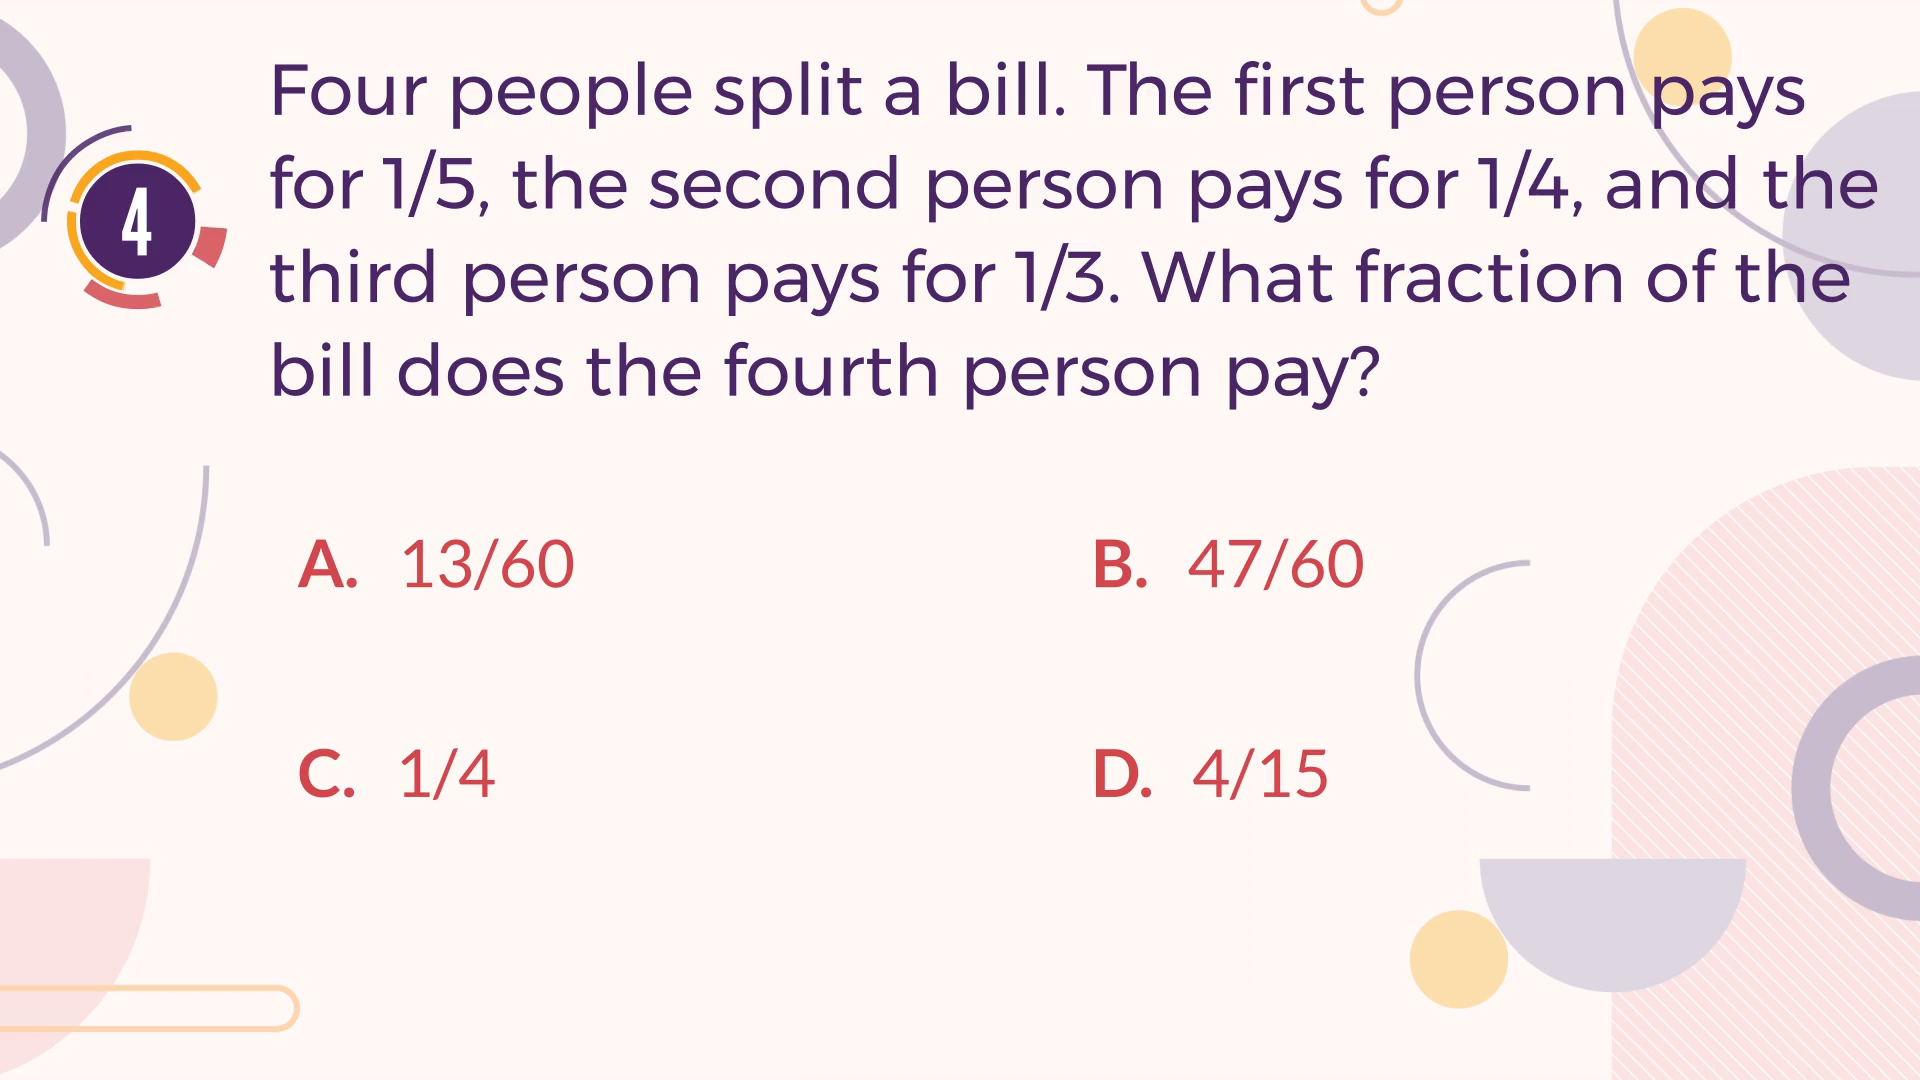 4
Four people split a bill. The first person pays
for 1/5, the second person pays for 1/4, and the
third person pays for 1/3. What fraction of the
bill does the fourth person pay?
A. 13/60
B. 47/60
C. 1/4
D. 4/15